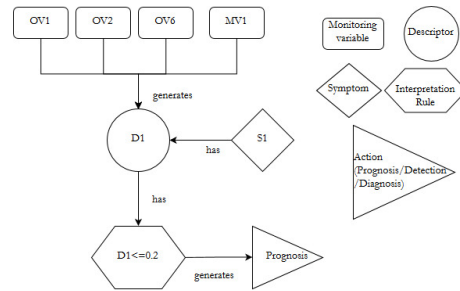 OV1
OV2
OV6
MV1
Monitoring
variable
Descriptor
generates
Symptom
Interpretation
Rule
D1
has
S1
Action
(Prognosis/Detection
/Diagnosis)
has
D1<=0.2
generates
Prognosis